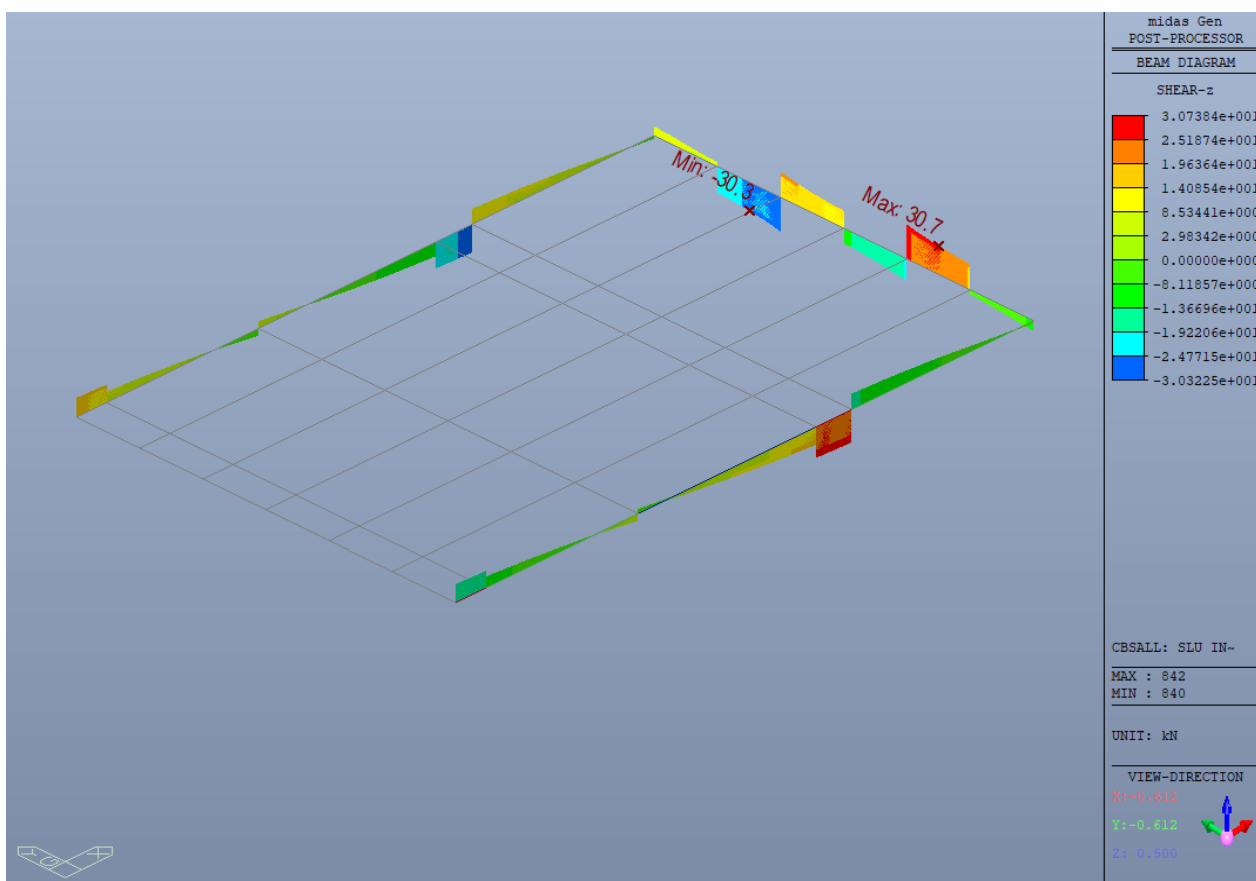 midas Gen
POST-PROCESSOR
BEAM DIAGRAM
SHEAR-z
3.07384e+001
2.51874e+001
1.96364e+001
1.40854e+001
8.53441e+000
2.98342e+000
0.00000e+000
-8.11857e+000
-1.36696e+001
-1.92206e+001
-2.47715e+001
-3.03225e+001
Min: -30.3
Max: 30.7
CBSALL: SLU IN~
MAX : 842
MIN : 840
UNIT: kN
VIEW-DIRECTION
X:-0.612
Y:-0.612
Z: 0.500